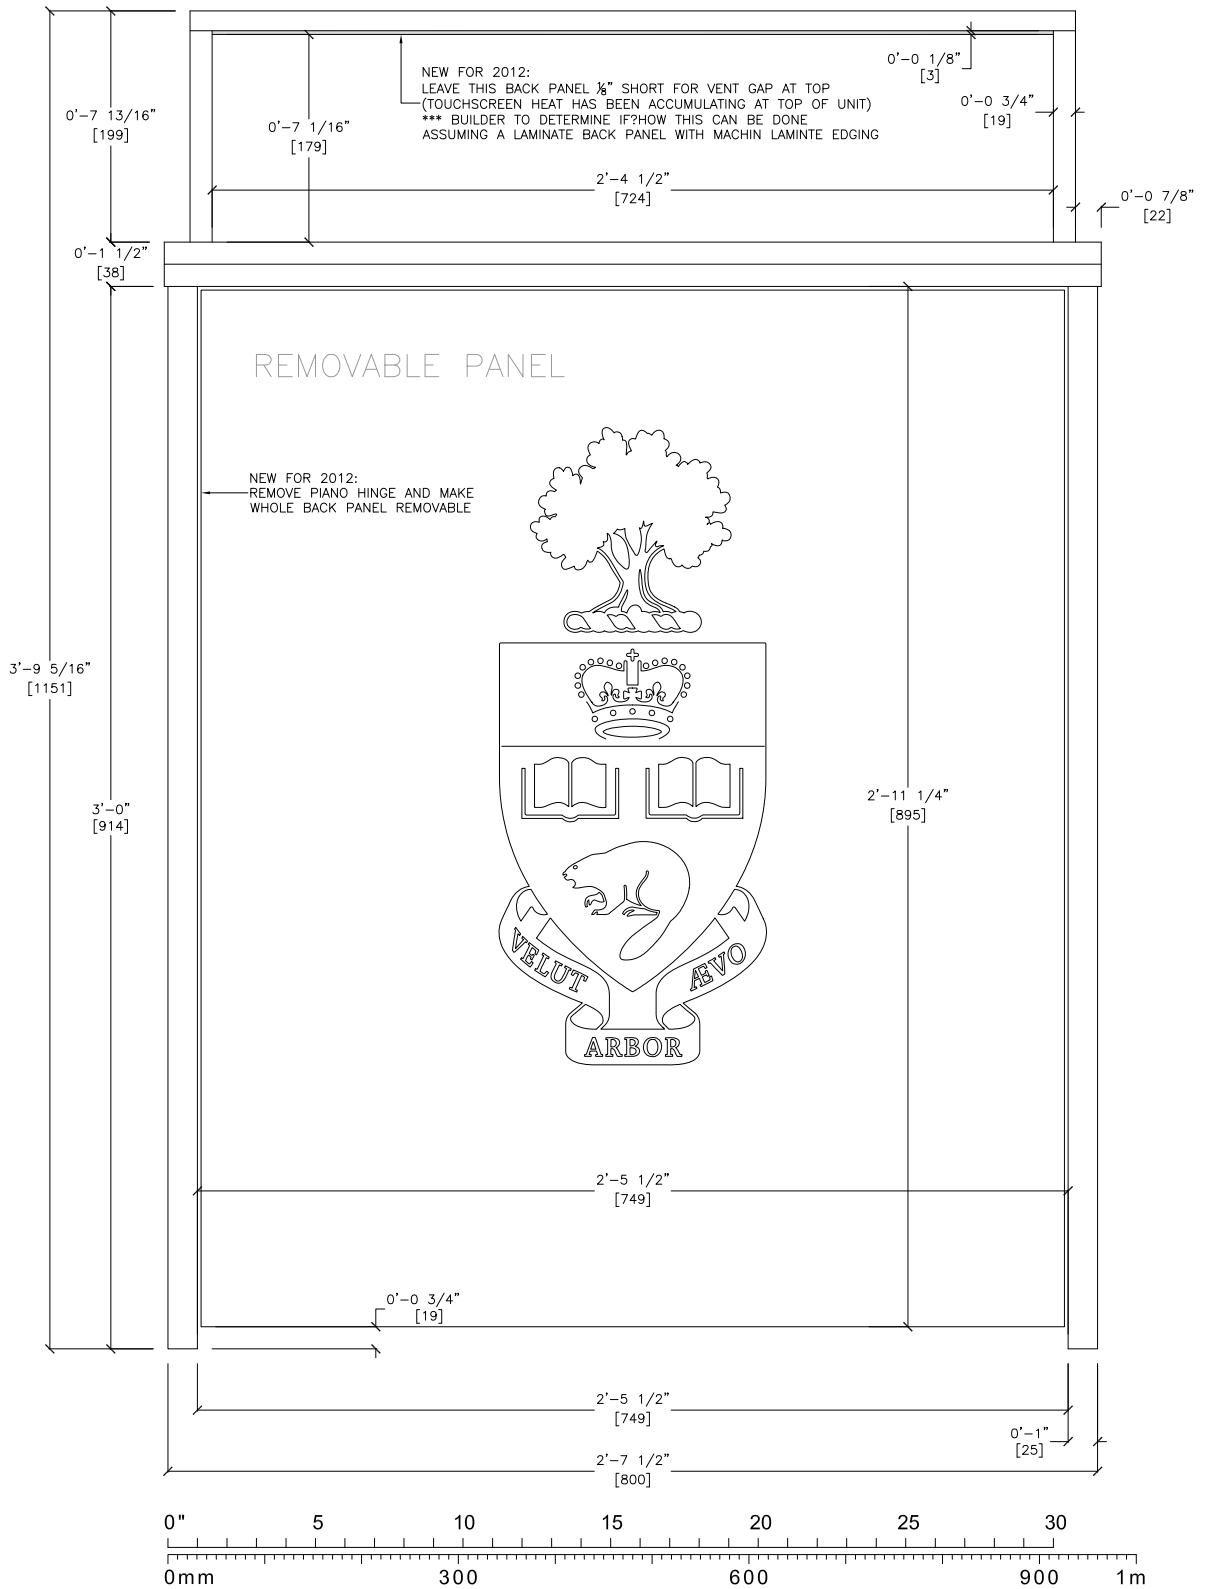 0'-0 1/8"
[3]
NEW FOR 2012:
LEAVE THIS BACK PANEL ⅛" SHORT FOR VENT GAP AT TOP
(TOUCHSCREEN HEAT HAS BEEN ACCUMULATING AT TOP OF UNIT)
*** BUILDER TO DETERMINE IF?HOW THIS CAN BE DONE
ASSUMING A LAMINATE BACK PANEL WITH MACHIN LAMINTE EDGING
0'-0 3/4"
[19]
0'-7 13/16"
[199]
0'-7 1/16"
[179]
2'-4 1/2"
[724]
0'-0 7/8"
[22]
0'-1 1/2"
[38]
REMOVABLE PANEL
NEW FOR 2012:
REMOVE PIANO HINGE AND MAKE
WHOLE BACK PANEL REMOVABLE
3'-9 5/16"
[1151]
3'-0"
[914]
2'-11 1/4"
[895]
VELUT
ÆVO
ARBOR
2'-5 1/2"
[749]
0'-0 3/4"
[19]
2'-5 1/2"
[749]
0'-1"
[25]
2'-7 1/2"
[800]
0" 5 10 15 20 25 30
0mm 300 600 900 1m